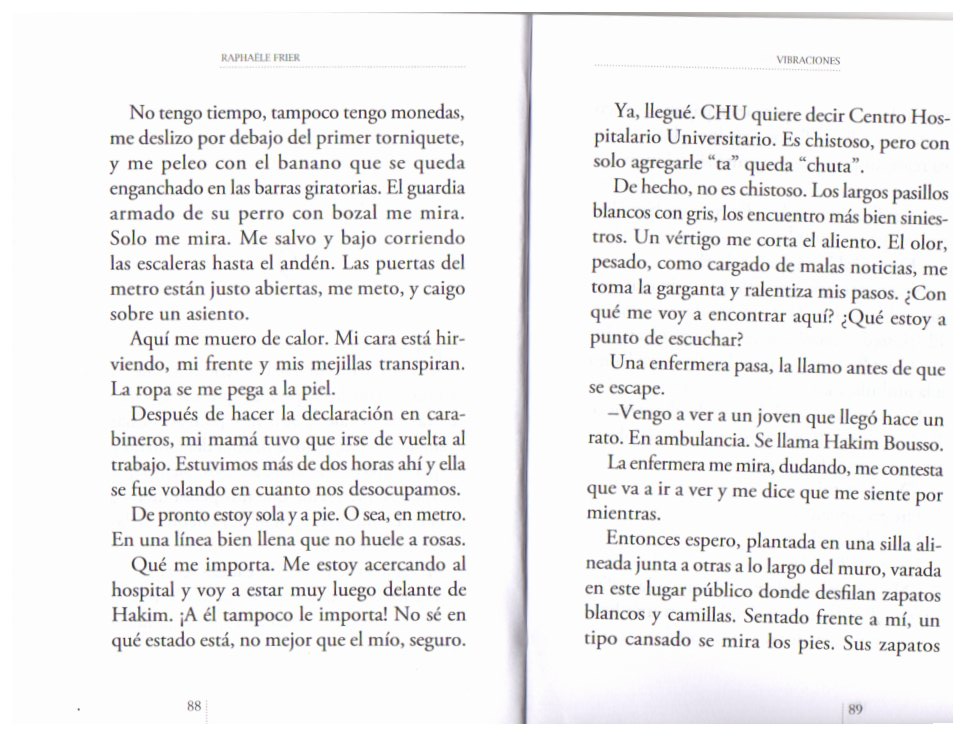 RAPHAËLE FRIER
No tengo tiempo, tampoco tengo monedas,
me deslizo por debajo del primer torniquete,
y me peleo con el banano que se queda
enganchado en las barras giratorias. El guardia
armado de su perro con bozal me mira.
Solo me mira. Me salvo y bajo corriendo
las escaleras hasta el andén. Las puertas del
metro están justo abiertas, me meto, y caigo
sobre un asiento.
Aquí me muero de calor. Mi cara está hir-
viendo, mi frente y mis mejillas transpiran.
La ropa se me pega a la piel.
Después de hacer la declaración en cara-
bineros, mi mamá tuvo que irse de vuelta al
trabajo. Estuvimos más de dos horas ahí y ella
se fue volando en cuanto nos desocupamos.
De pronto estoy sola y a pie. O sea, en metro.
En una línea bien llena que no huele a rosas.
Qué me importa. Me estoy acercando al
hospital y voy a estar muy luego delante de
Hakim. ¡A él tampoco le importa! No sé en
qué estado está, no mejor que el mío, seguro.
88
VIBRACIONES
Ya, llegué. CHU quiere decir Centro Hos-
pitalario Universitario. Es chistoso, pero con
solo agregarle “ta” queda “chuta”.
De hecho, no es chistoso. Los largos pasillos
blancos con gris, los encuentro más bien sinies-
tros. Un vértigo me corta el aliento. El olor,
pesado, como cargado de malas noticias, me
toma la garganta y ralentiza mis pasos. ¿Con
qué me voy a encontrar aquí? ¿Qué estoy a
punto de escuchar?
Una enfermera pasa, la llamo antes de que
se escape.
–Vengo a ver a un joven que llegó hace un
rato. En ambulancia. Se llama Hakim Bousso.
La enfermera me mira, dudando, me contesta
que va a ir a ver y me dice que me siente por
mientras.
Entonces espero, plantada en una silla ali-
neada junta a otras a lo largo del muro, varada
en este lugar público donde desfilan zapatos
blancos y camillas. Sentado frente a mí, un
tipo cansado se mira los pies. Sus zapatos
89